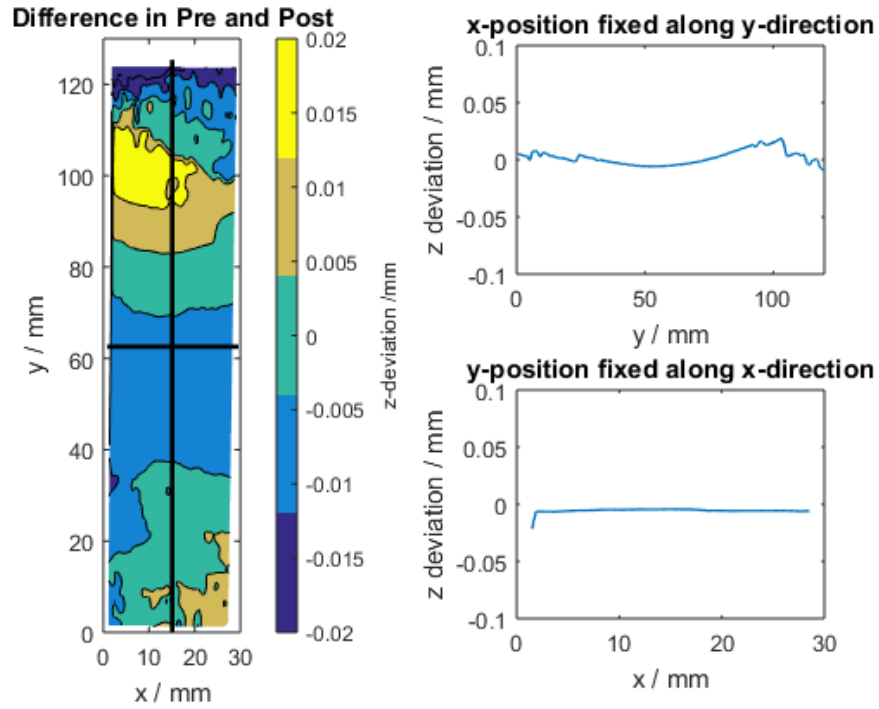 Difference in Pre and Post
120
100
80
60
40
20
0
0 10 20 30
x / mm
y / mm
0.02
0.015
0.01
0.005
0
-0.005
-0.01
-0.015
-0.02
z-deviation /mm
x-position fixed along y-direction
0.1
0.05
0
-0.05
-0.1
0 50 100
y / mm
z deviation / mm
y-position fixed along x-direction
0.1
0.05
0
-0.05
-0.1
0 10 20 30
x / mm
z deviation / mm